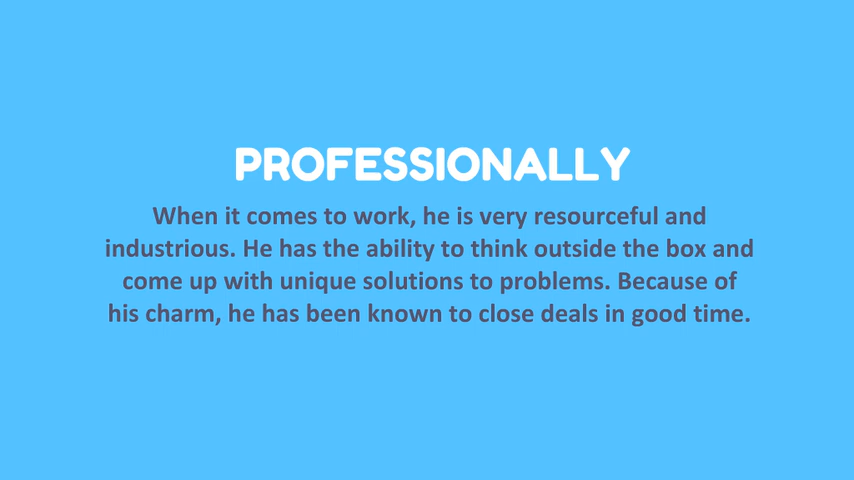 PROFESSIONALLY
When it comes to work, he is very resourceful and
industrious. He has the ability to think outside the box and
come up with unique solutions to problems. Because of
his charm, he has been known to close deals in good time.